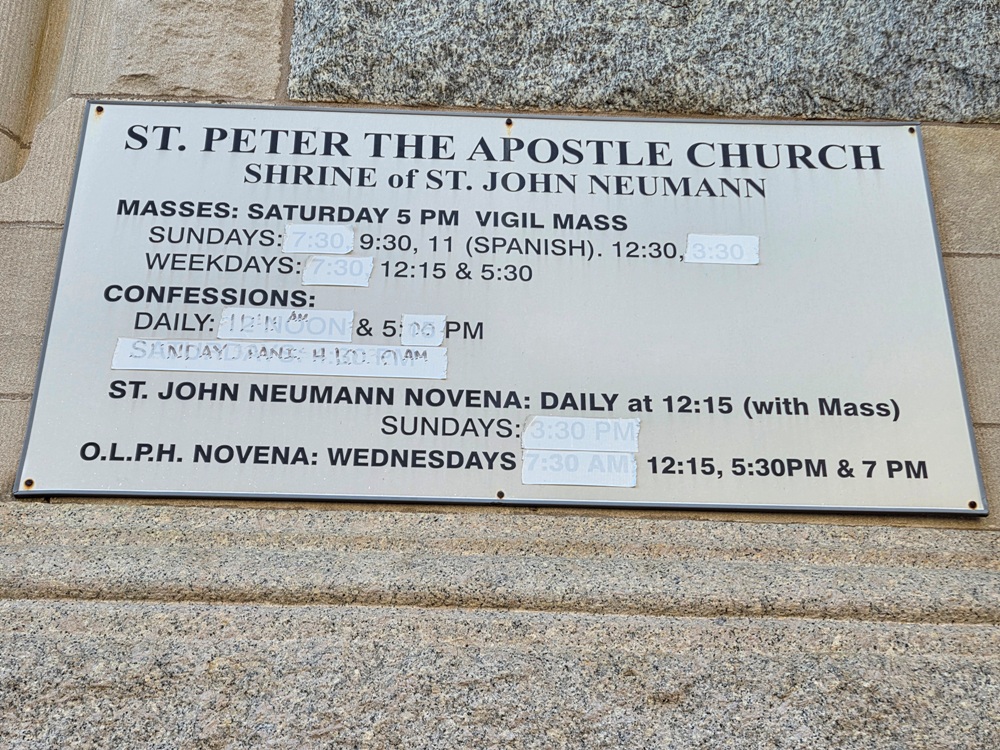 ST. PETER THE APOSTLE CHURCH
SHRINE of ST. JOHN NEUMANN
MASSES: SATURDAY 5 PM VIGIL MASS
SUNDAYS: 7:30, 9:30, 11 (SPANISH). 12:30, 3:30
WEEKDAYS: 7:30, 12:15 & 5:30
CONFESSIONS:
DAILY: & 5: PM
AM
ST. JOHN NEUMANN NOVENA: DAILY at 12:15 (with Mass)
SUNDAYS: 3:30 PM
O.L.P.H. NOVENA: WEDNESDAYS 7:30 AM 12:15, 5:30PM & 7 PM